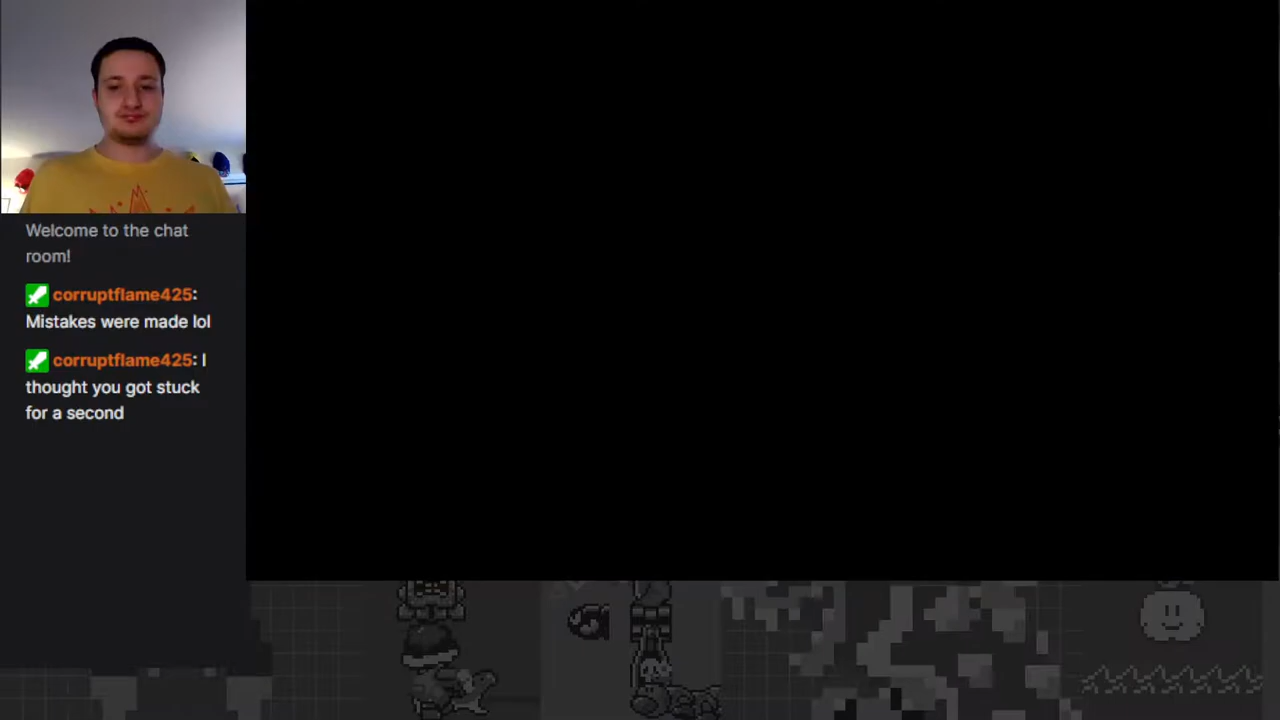 Welcome to the chat
room!
corruptflame425:
Mistakes were made lol
corruptflame425: I
thought you got stuck
for a second